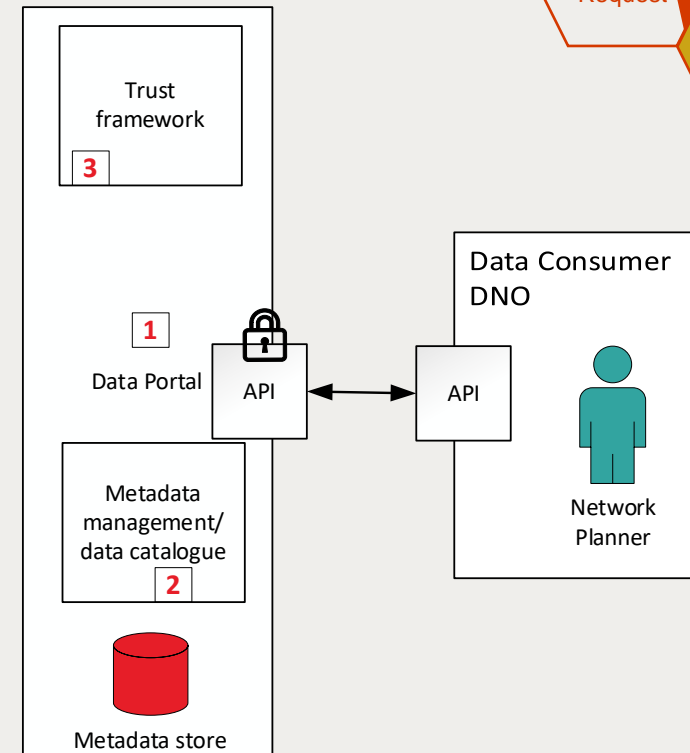 Request
Trust
framework
3
1
Data Portal
API
Metadata
management/
data catalogue
2
Metadata store
Data Consumer
DNO
API
Network
Planner